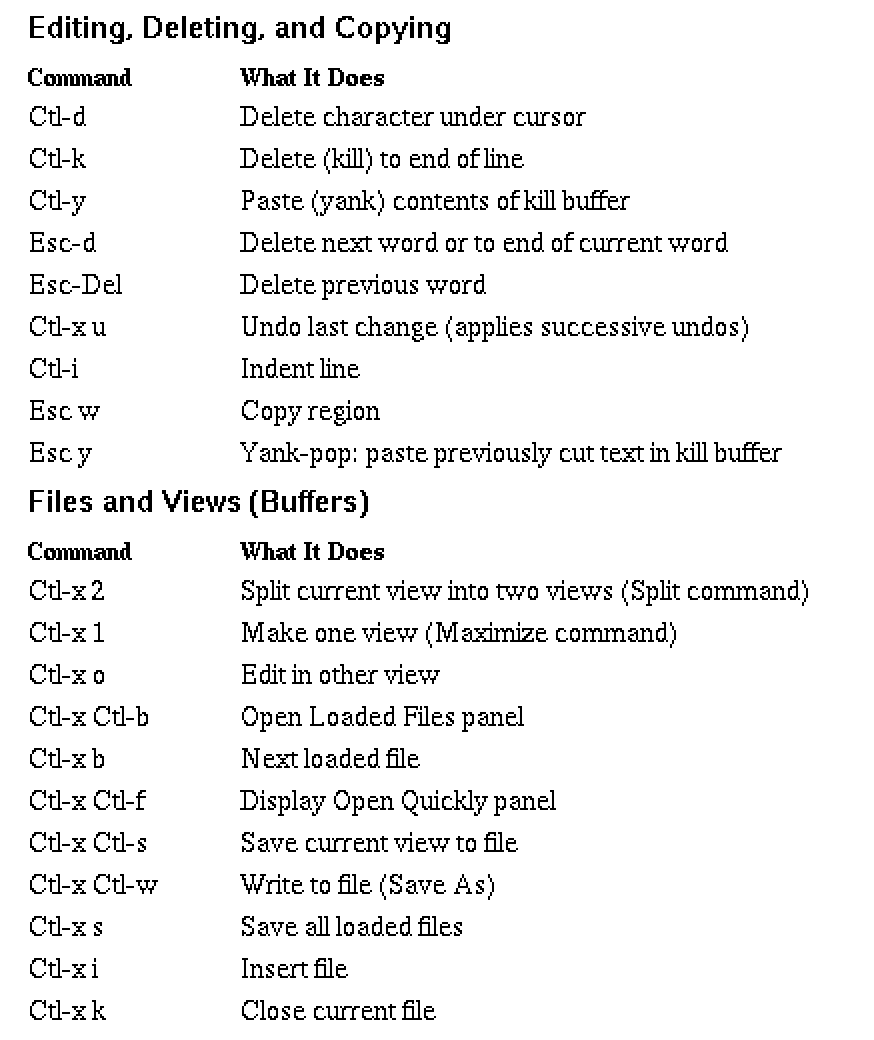 Editing, Deleting, and Copying
Command What It Does
Ctl-d Delete character under cursor
Ctl-k Delete (kill) to end of line
Ctl-y Paste (yank) contents of kill buffer
Esc-d Delete next word or to end of current word
Esc-Del Delete previous word
Ctl-x u Undo last change (applies successive undos)
Ctl-i Indent line
Esc w Copy region
Esc y Yank-pop: paste previously cut text in kill buffer
Files and Views (Buffers)
Command What It Does
Ctl-x 2 Split current view into two views (Split command)
Ctl-x 1 Make one view (Maximize command)
Ctl-x o Edit in other view
Ctl-x Ctl-b Open Loaded Files panel
Ctl-x b Next loaded file
Ctl-x Ctl-f Display Open Quickly panel
Ctl-x Ctl-s Save current view to file
Ctl-x Ctl-w Write to file (Save As)
Ctl-x s Save all loaded files
Ctl-x i Insert file
Ctl-x k Close current file